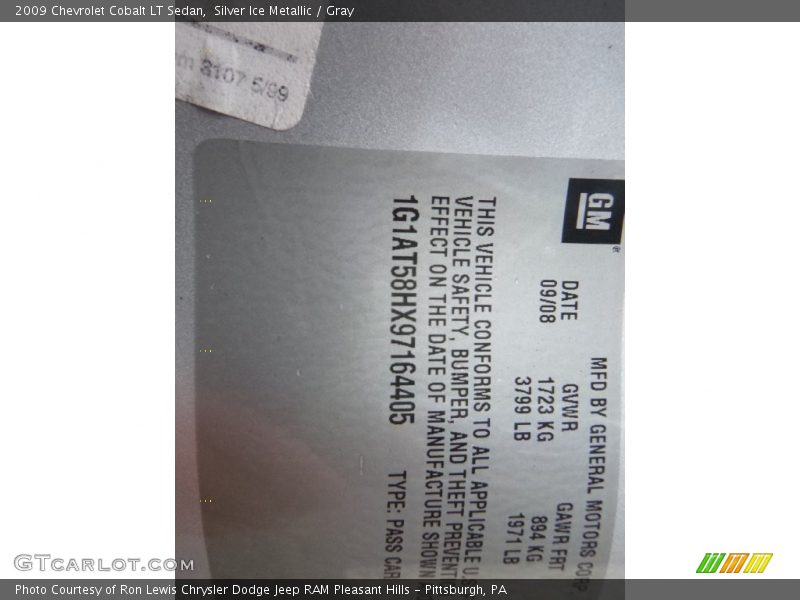 2009 Chevrolet Cobalt LT Sedan, Silver Ice Metallic / Gray
3107 5/99
GM
MFD BY GENERAL MOTORS CORP
DATE GVWR GAWR FRT
09/08 1723 KG 894 KG
3799 LB 1971 LB
THIS VEHICLE CONFORMS TO ALL APPLICABLE U.
VEHICLE SAFETY, BUMPER, AND THEFT PREVENT
EFFECT ON THE DATE OF MANUFACTURE SHOWN
1G1AT58HX97164405 TYPE: PASS CAR
GTCARLOT.COM
Photo Courtesy of Ron Lewis Chrysler Dodge Jeep RAM Pleasant Hills – Pittsburgh, PA